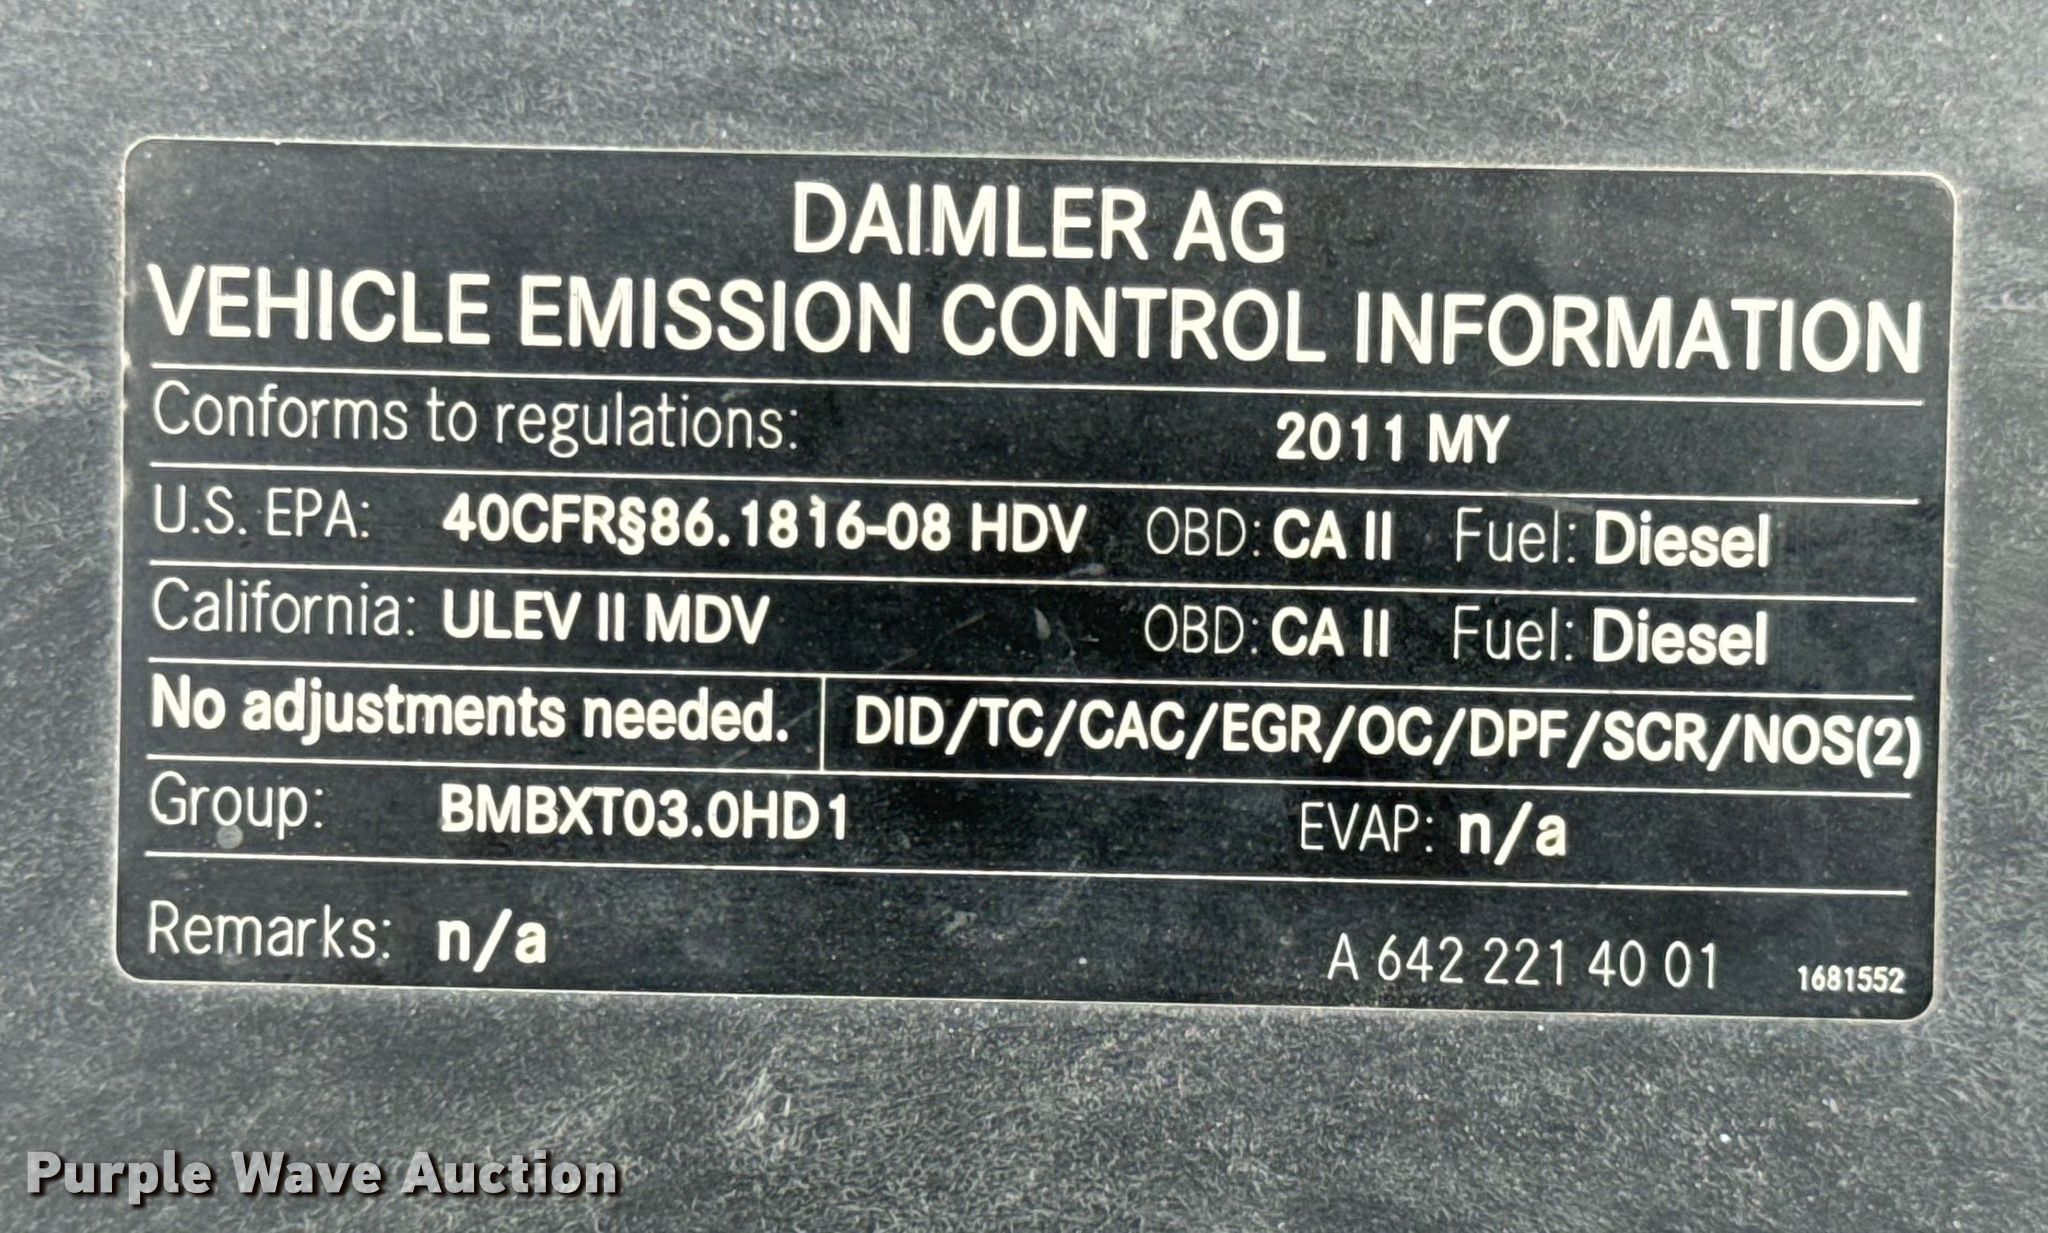 DAIMLER AG
VEHICLE EMISSION CONTROL INFORMATION
Conforms to regulations: 2011 MY
U.S. EPA: 40CFR§86.1816-08 HDV OBD: CA II Fuel: Diesel
California: ULEV II MDV OBD: CA II Fuel: Diesel
No adjustments needed. DID/TC/CAC/EGR/OC/DPF/SCR/NOS(2)
Group: BMBXT03.0HD1 EVAP: n/a
Remarks: n/a A 642 221 40 01 1681552
Purple Wave Auction